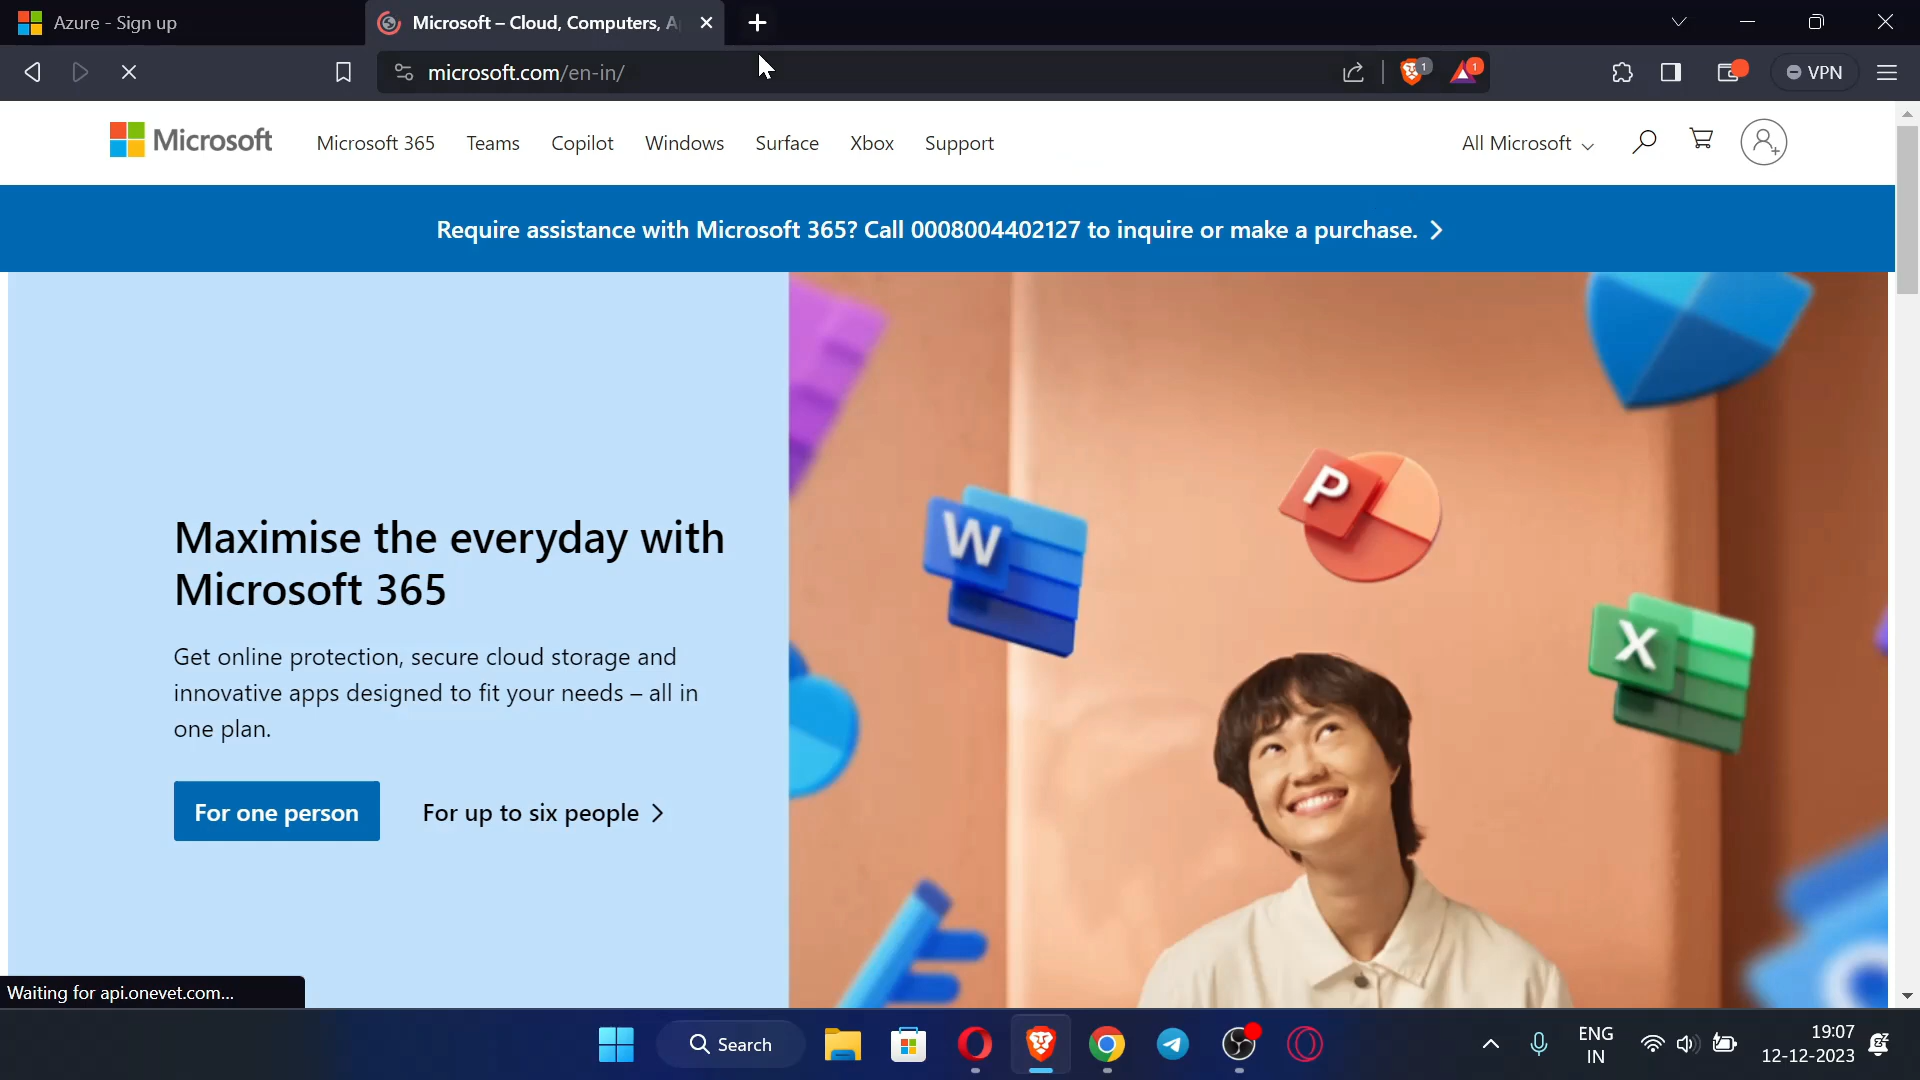 Azure - Sign up
Microsoft – Cloud, Computers, A
microsoft.com/en-in/
1
1
VPN
Microsoft
Microsoft 365
Teams
Copilot
Windows
Surface
Xbox
Support
All Microsoft
Require assistance with Microsoft 365? Call 0008004402127 to inquire or make a purchase.
Maximise the everyday with
Microsoft 365
Get online protection, secure cloud storage and
innovative apps designed to fit your needs – all in
one plan.
For one person
For up to six people
W
P
X
Waiting for api.onevet.com...
Search
ENG
IN
19:07
12-12-2023